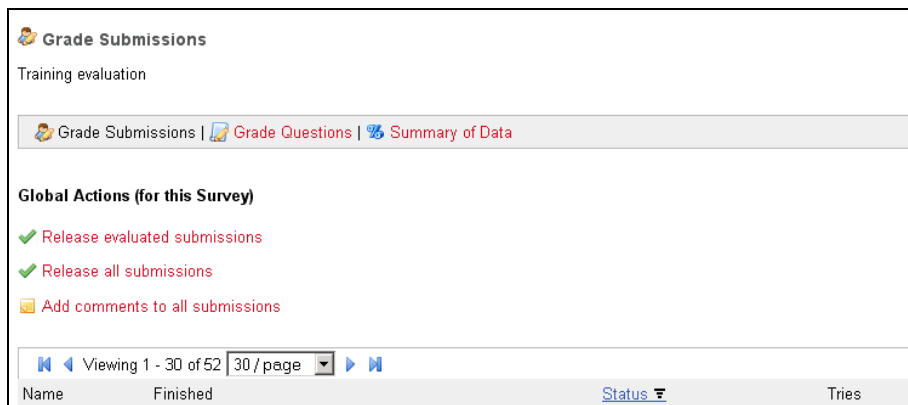 Grade Submissions
Training evaluation
Grade Submissions | Grade Questions | Summary of Data
Global Actions (for this Survey)
Release evaluated submissions
Release all submissions
Add comments to all submissions
Viewing 1 - 30 of 52 30 / page
Name Finished Status Tries